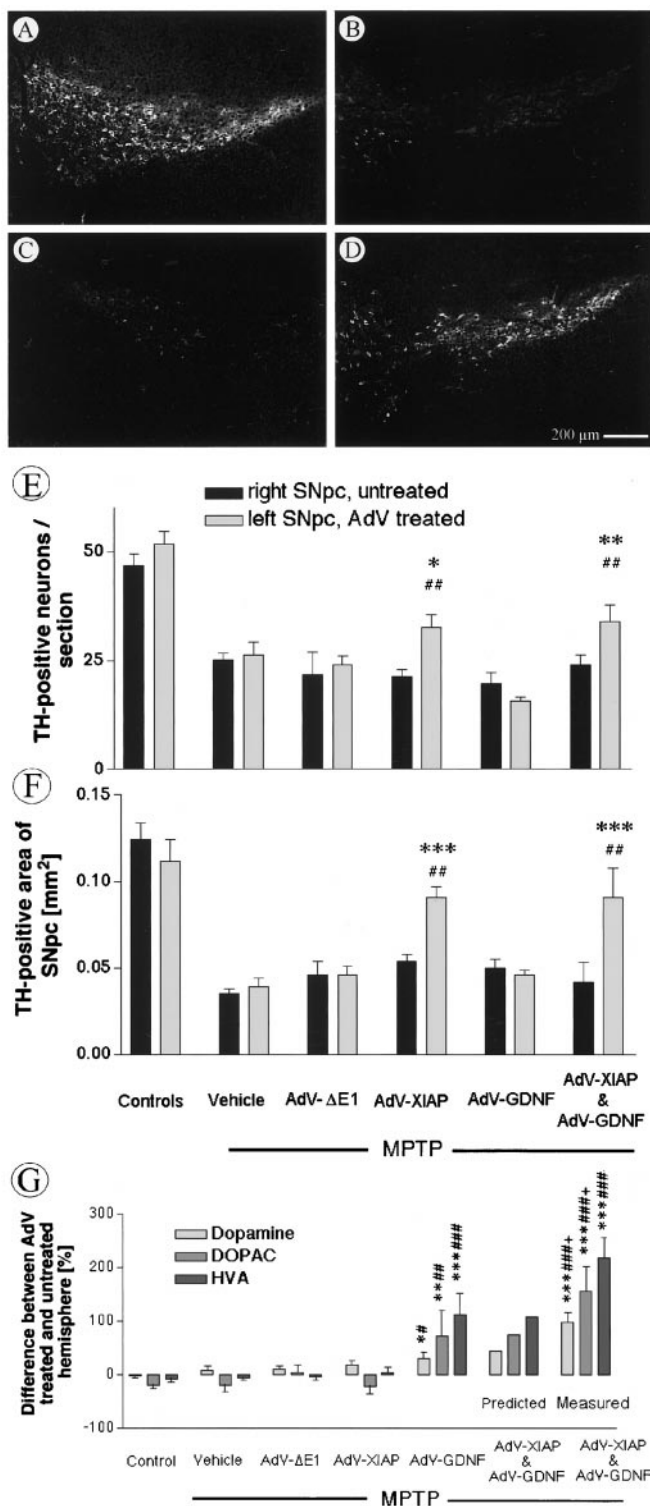 A
B
C
D
200 µm
E
right SNpc, untreated
left SNpc, AdV treated
TH-positive neurons /
section
50
25
0
*
##
**
##
F
TH-positive area of
SNpc [mm²]
0.15
0.10
0.05
0.00
***
##
***
##
Controls
Vehicle
AdV-ΔE1
AdV-XIAP
AdV-GDNF
AdV-XIAP
&
AdV-GDNF
MPTP
G
Difference between AdV
treated and untreated
hemisphere [%]
300
200
100
0
-100
Dopamine
DOPAC
HVA
*#
**##
***###
***###+
***###+
***###
Predicted
Measured
Control
Vehicle
AdV-ΔE1
AdV-XIAP
AdV-GDNF
AdV-XIAP
&
AdV-GDNF
AdV-XIAP
&
AdV-GDNF
MPTP